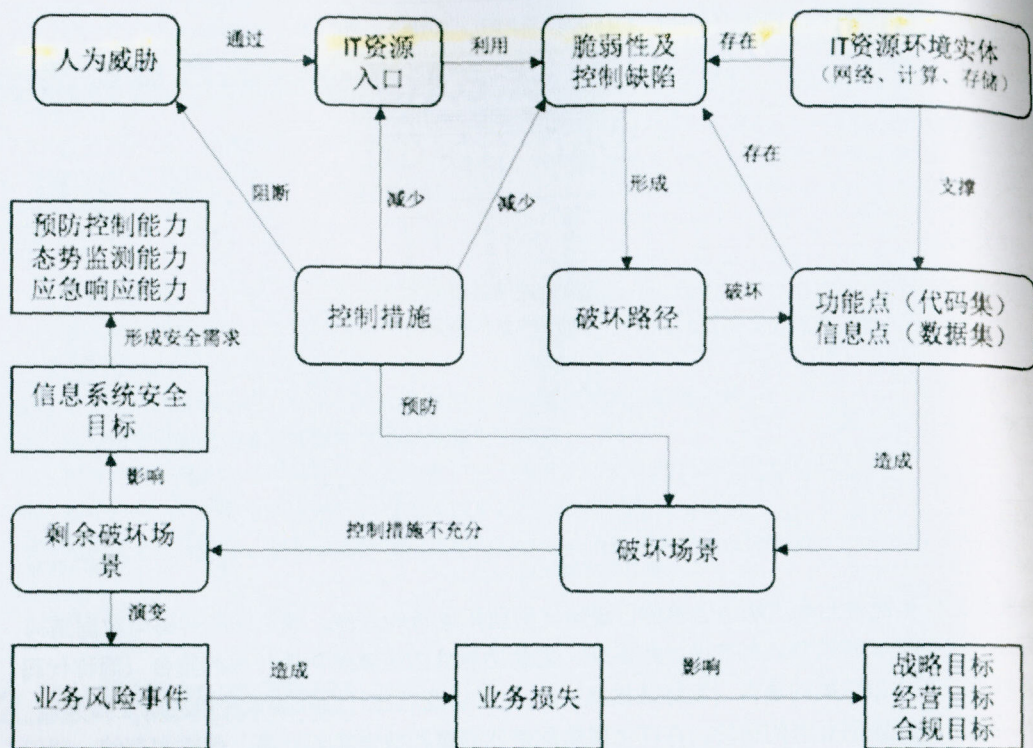 人为威胁
通过
IT资源
入口
利用
脆弱性及
控制缺陷
存在
IT资源环境实体
（网络、计算、存储）
阻断
减少
减少
形成
存在
支撑
预防控制能力
态势监测能力
应急响应能力
控制措施
破坏路径
破坏
功能点（代码集）
信息点（数据集）
形成安全需求
信息系统安全
目标
预防
造成
影响
剩余破坏场
景
控制措施不充分
破坏场景
演变
业务风险事件
造成
业务损失
影响
战略目标
经营目标
合规目标